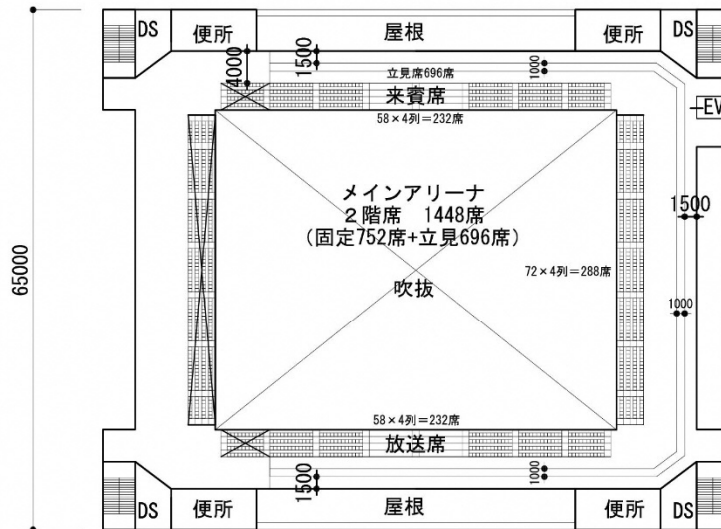 DS
便所
屋根
便所
DS
4000
1500
1000
立見席696席
来賓席
58×4列=232席
EV
メインアリーナ
2階席 1448席
(固定752席+立見696席)
1500
65000
72×4列=288席
吹抜
1000
58×4列=232席
放送席
1500
1000
DS
便所
屋根
便所
DS